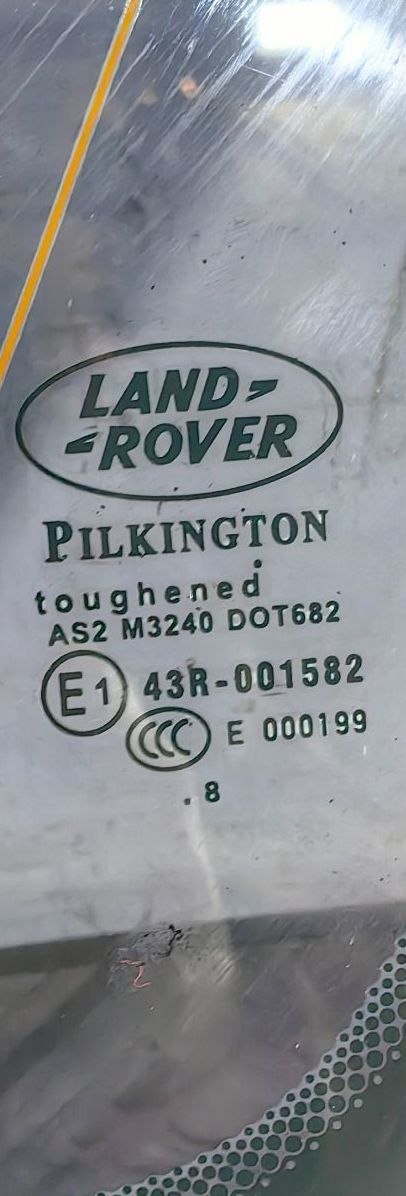 LAND
ROVER
PILKINGTON
toughened
AS2 M3240 DOT682
E1 43R-001582
CCC E 000199
. 8